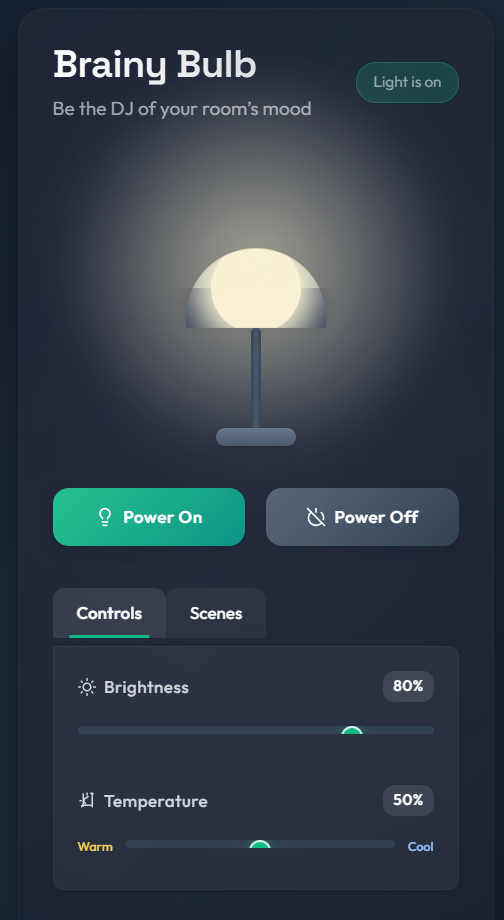 Brainy Bulb
Light is on
Be the DJ of your room's mood
Power On
Power Off
Controls
Scenes
Brightness
80%
Temperature
50%
Warm
Cool